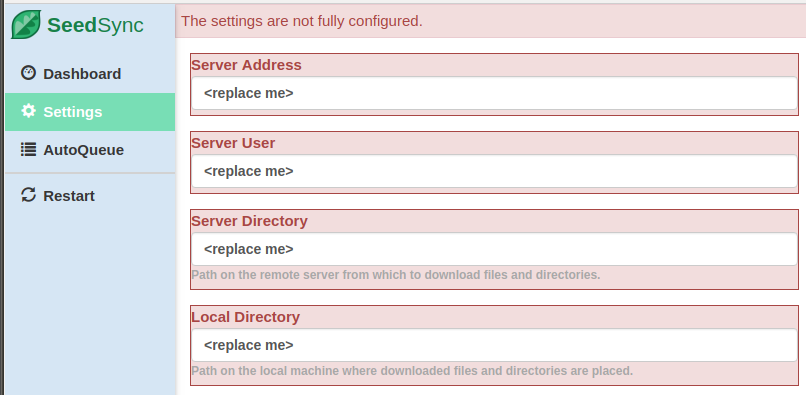 SeedSync
Dashboard
Settings
AutoQueue
Restart
The settings are not fully configured.
Server Address
<replace me>
Server User
<replace me>
Server Directory
<replace me>
Path on the remote server from which to download files and directories.
Local Directory
<replace me>
Path on the local machine where downloaded files and directories are placed.